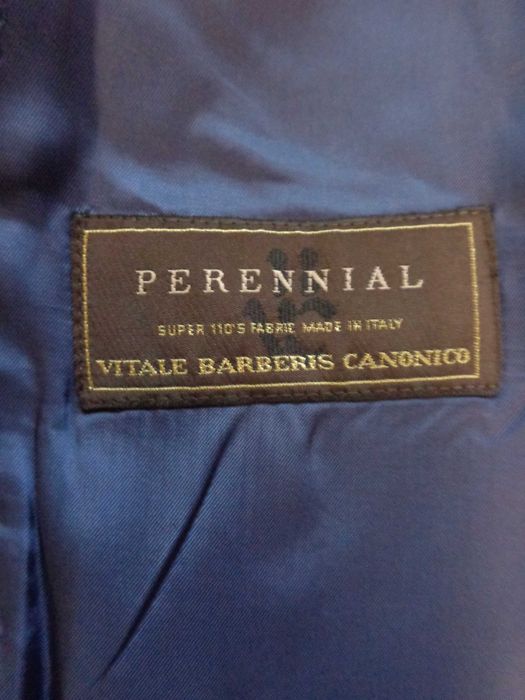 PERENNIAL
SUPER 110'S FABRIC MADE IN ITALY
VITALE BARBERIS CANONICO